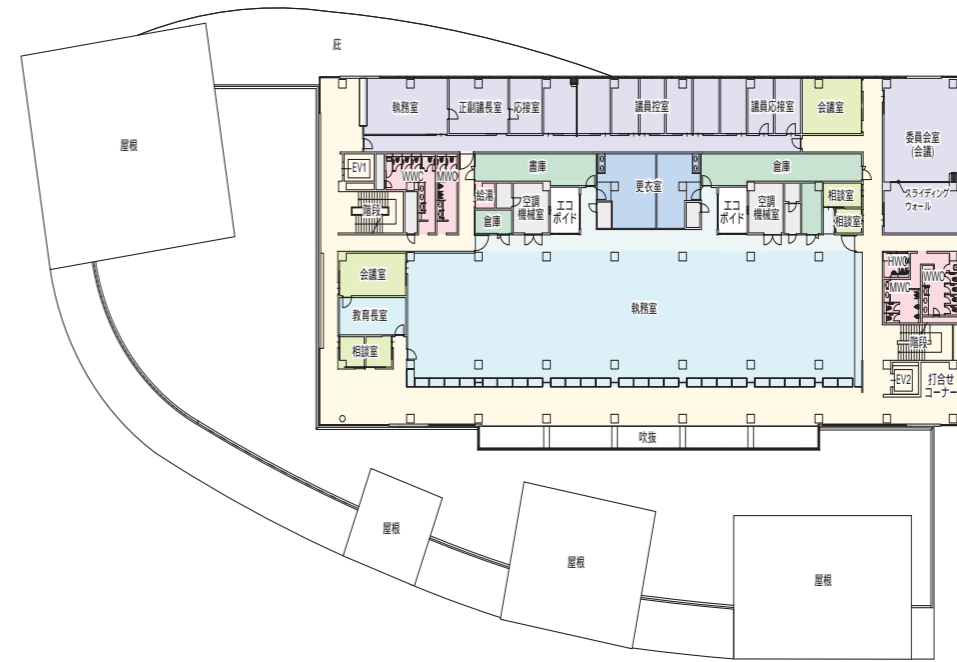 庇
屋根
執務室
正副議長室
応接室
議員控室
議員応接室
会議室
委員会室
(会議)
スライディング
ウォール
EV1
WWC
MWC
階段
書庫
給湯
倉庫
空調
機械室
エコ
ボイド
更衣室
倉庫
エコ
ボイド
空調
機械室
相談室
相談室
会議室
教育長室
相談室
執務室
HWC
MWC
WWC
階段
EV2
打合せ
コーナー
吹抜
屋根
屋根
屋根